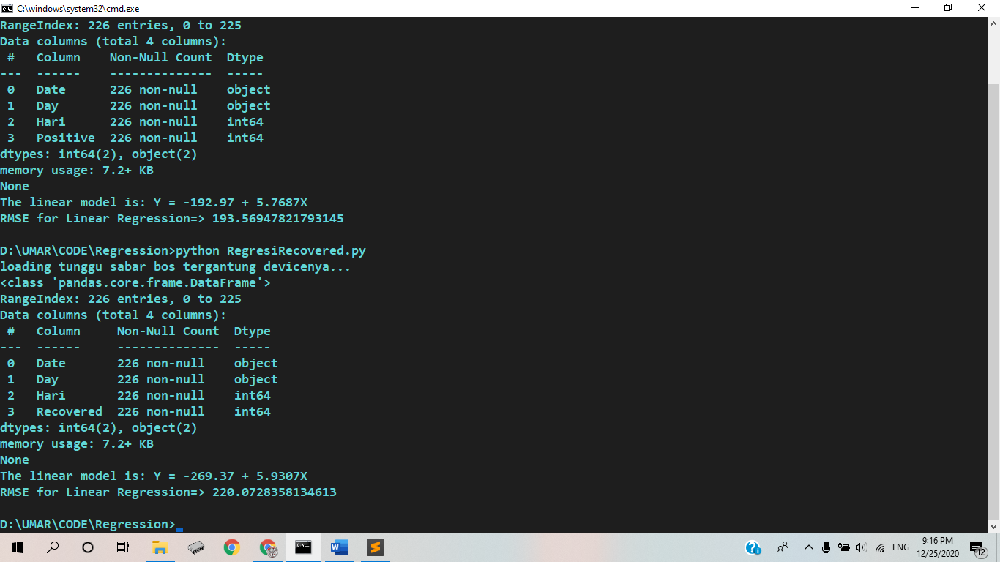 C:\windows\system32\cmd.exe
RangeIndex: 226 entries, 0 to 225
Data columns (total 4 columns):
 #   Column    Non-Null Count  Dtype
---  ------    --------------  -----
 0   Date      226 non-null    object
 1   Day       226 non-null    object
 2   Hari      226 non-null    int64
 3   Positive  226 non-null    int64
dtypes: int64(2), object(2)
memory usage: 7.2+ KB
None
The linear model is: Y = -192.97 + 5.7687X
RMSE for Linear Regression=> 193.56947821793145

D:\UMAR\CODE\Regression>python RegresiRecovered.py
loading tunggu sabar bos tergantung devicenya...
<class 'pandas.core.frame.DataFrame'>
RangeIndex: 226 entries, 0 to 225
Data columns (total 4 columns):
 #   Column     Non-Null Count  Dtype
---  ------     --------------  -----
 0   Date       226 non-null    object
 1   Day        226 non-null    object
 2   Hari       226 non-null    int64
 3   Recovered  226 non-null    int64
dtypes: int64(2), object(2)
memory usage: 7.2+ KB
None
The linear model is: Y = -269.37 + 5.9307X
RMSE for Linear Regression=> 220.0728358134613

D:\UMAR\CODE\Regression>
ENG
9:16 PM
12/25/2020
12